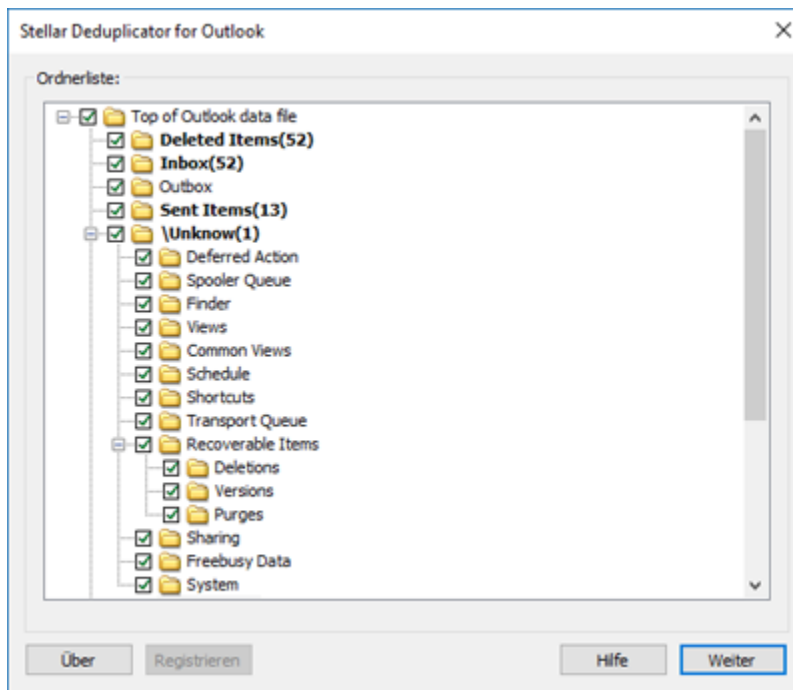 Stellar Deduplicator for Outlook
Ordnerliste:
Top of Outlook data file
Deleted Items(52)
Inbox(52)
Outbox
Sent Items(13)
\Unknow(1)
Deferred Action
Spooler Queue
Finder
Views
Common Views
Schedule
Shortcuts
Transport Queue
Recoverable Items
Deletions
Versions
Purges
Sharing
Freebusy Data
System
Über Registrieren Hilfe Weiter